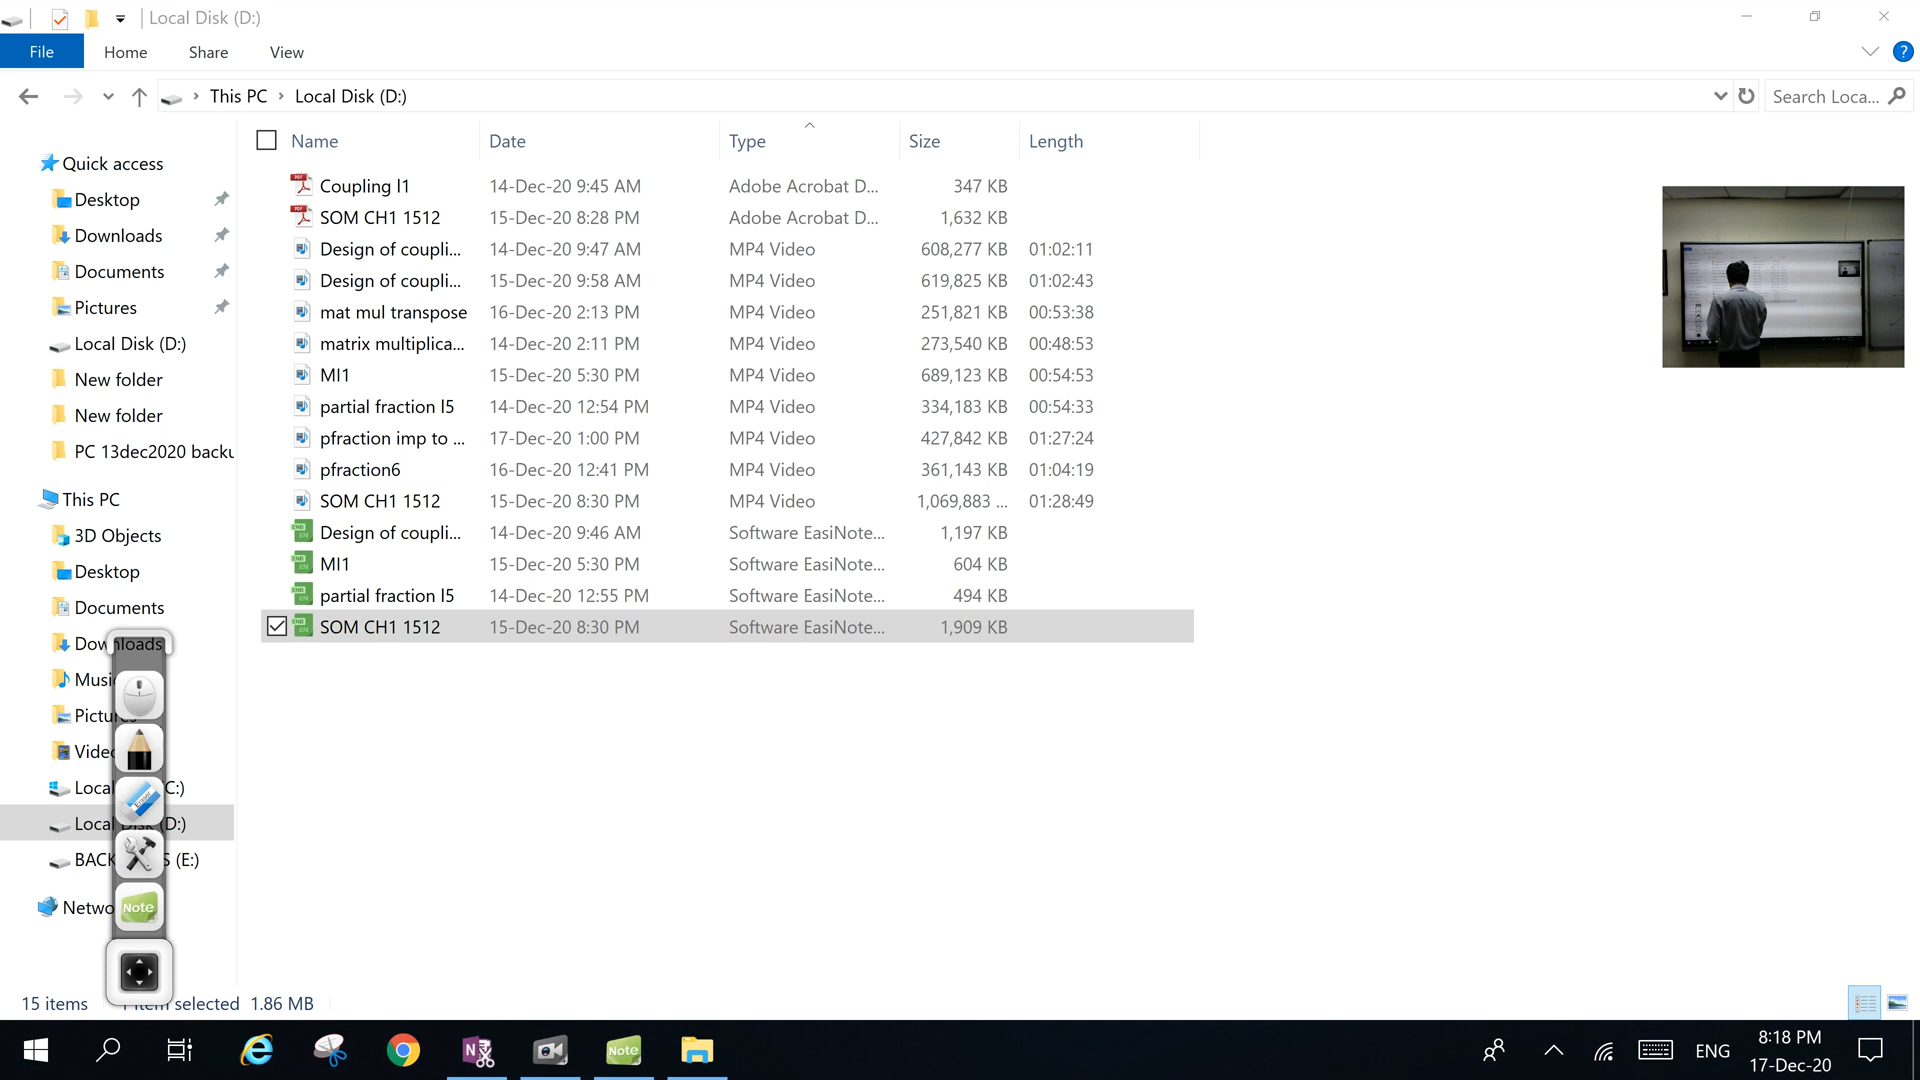 Local Disk (D:)
File
Home
Share
View
?
This PC
Local Disk (D:)
Search Loca...
Name
Date
Type
Size
Length
Coupling l1 14-Dec-20 9:45 AM Adobe Acrobat D... 347 KB
SOM CH1 1512 15-Dec-20 8:28 PM Adobe Acrobat D... 1,632 KB
Design of coupli... 14-Dec-20 9:47 AM MP4 Video 608,277 KB 01:02:11
Design of coupli... 15-Dec-20 9:58 AM MP4 Video 619,825 KB 01:02:43
mat mul transpose 16-Dec-20 2:13 PM MP4 Video 251,821 KB 00:53:38
matrix multiplica... 14-Dec-20 2:11 PM MP4 Video 273,540 KB 00:48:53
MI1 15-Dec-20 5:30 PM MP4 Video 689,123 KB 00:54:53
partial fraction l5 14-Dec-20 12:54 PM MP4 Video 334,183 KB 00:54:33
pfraction imp to ... 17-Dec-20 1:00 PM MP4 Video 427,842 KB 01:27:24
pfraction6 16-Dec-20 12:41 PM MP4 Video 361,143 KB 01:04:19
SOM CH1 1512 15-Dec-20 8:30 PM MP4 Video 1,069,883 ... 01:28:49
Design of coupli... 14-Dec-20 9:46 AM Software EasiNote... 1,197 KB
MI1 15-Dec-20 5:30 PM Software EasiNote... 604 KB
partial fraction l5 14-Dec-20 12:55 PM Software EasiNote... 494 KB
SOM CH1 1512 15-Dec-20 8:30 PM Software EasiNote... 1,909 KB
Quick access
Desktop
Downloads
Documents
Pictures
Local Disk (D:)
New folder
New folder
PC 13dec2020 backu
This PC
3D Objects
Desktop
Documents
Downloads
Musi
Pictures
Vide
Local C:)
Local Disk (D:)
BACK S (E:)
Netwo
Eraser
Note
15 items
item selected 1.86 MB
Note
ENG
8:18 PM
17-Dec-20